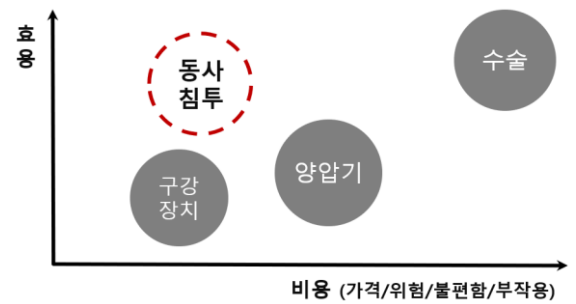 효
용
동사
침투
수술
양압기
구강
장치
비용 (가격/위험/불편함/부작용)